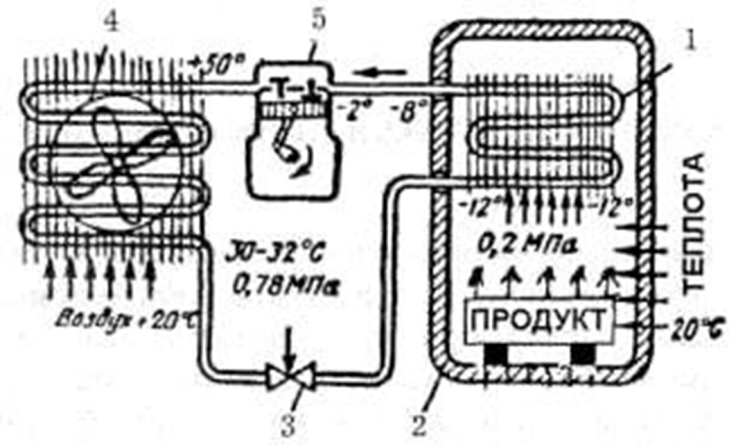 4
5
1
+50°
-2°
-8°
-12°
-12°
0,2 МПа
ТЕПЛОТА
30-32°C
0,78 МПа
Воздух +20°C
ПРОДУКТ
20°C
3
2